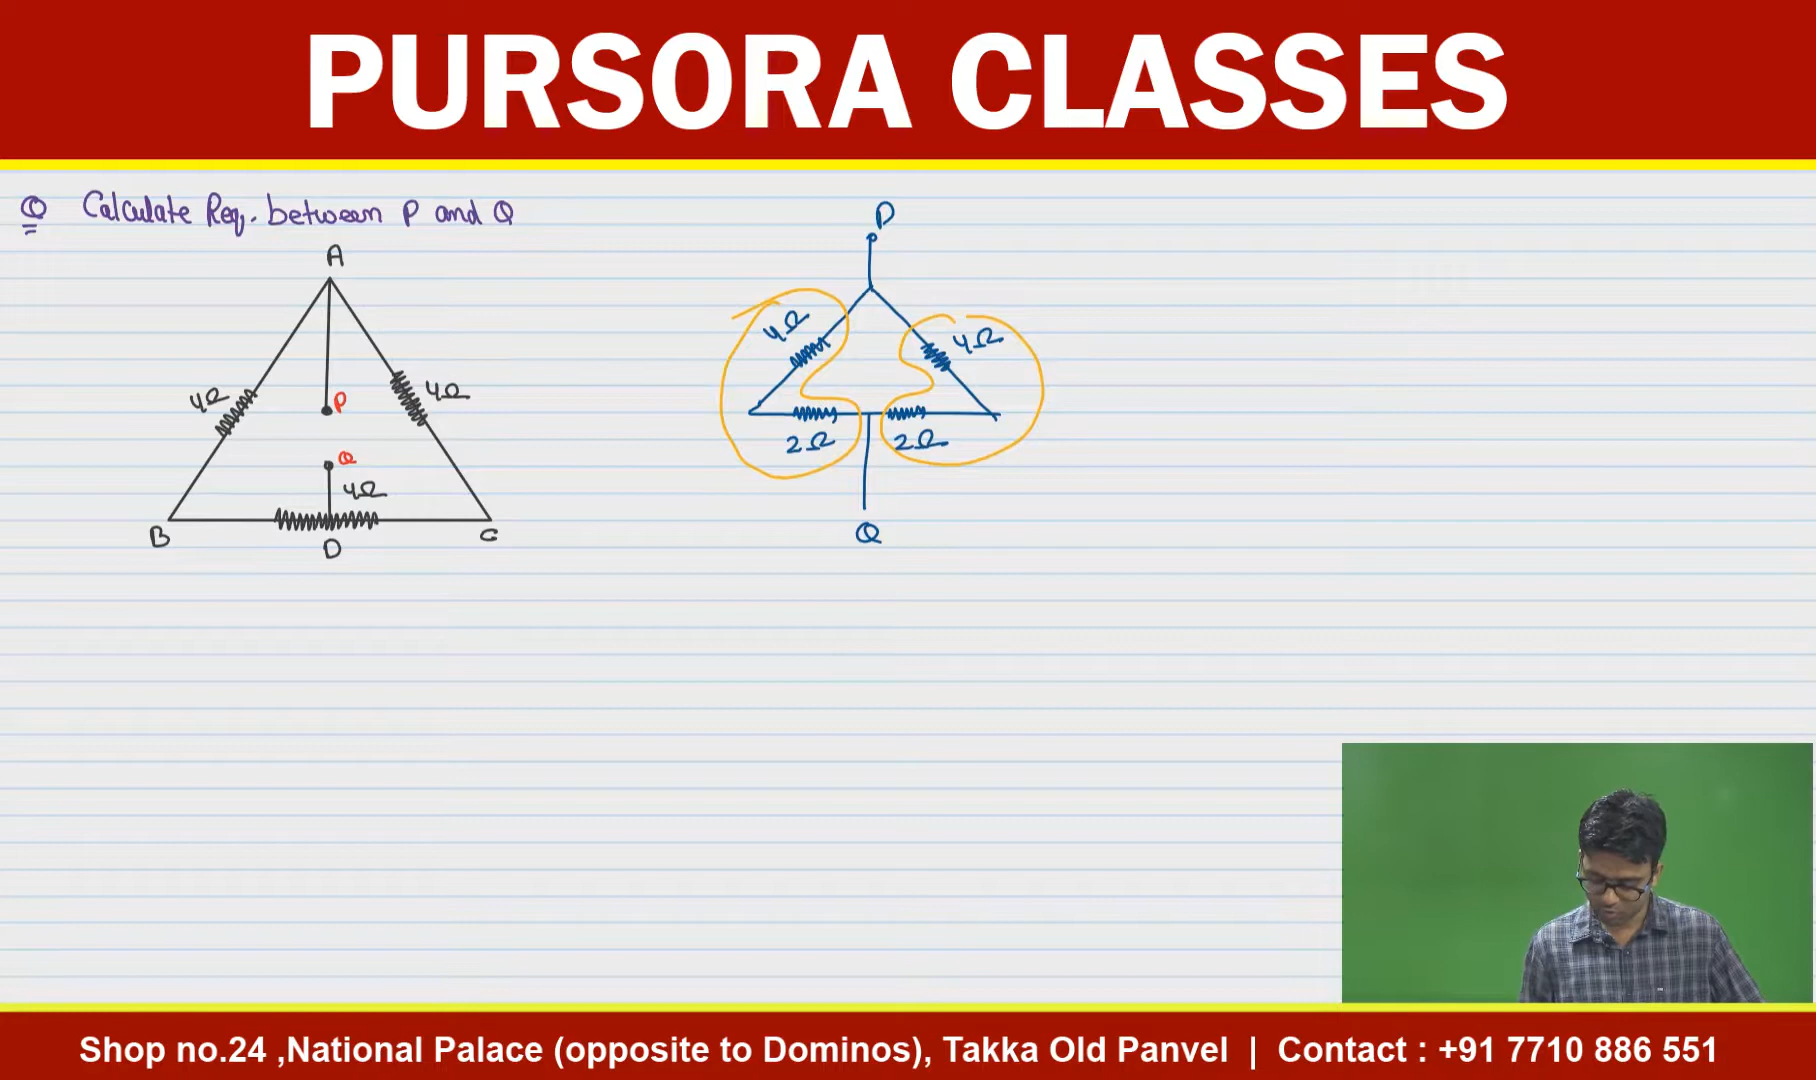 PURSORA CLASSES
Q Calculate Req. between P and Q
A
4Ω
4Ω
P
Q
4Ω
B
D
C
P
4Ω
4Ω
2Ω
2Ω
Q
Shop no.24 ,National Palace (opposite to Dominos), Takka Old Panvel | Contact : +91 7710 886 551